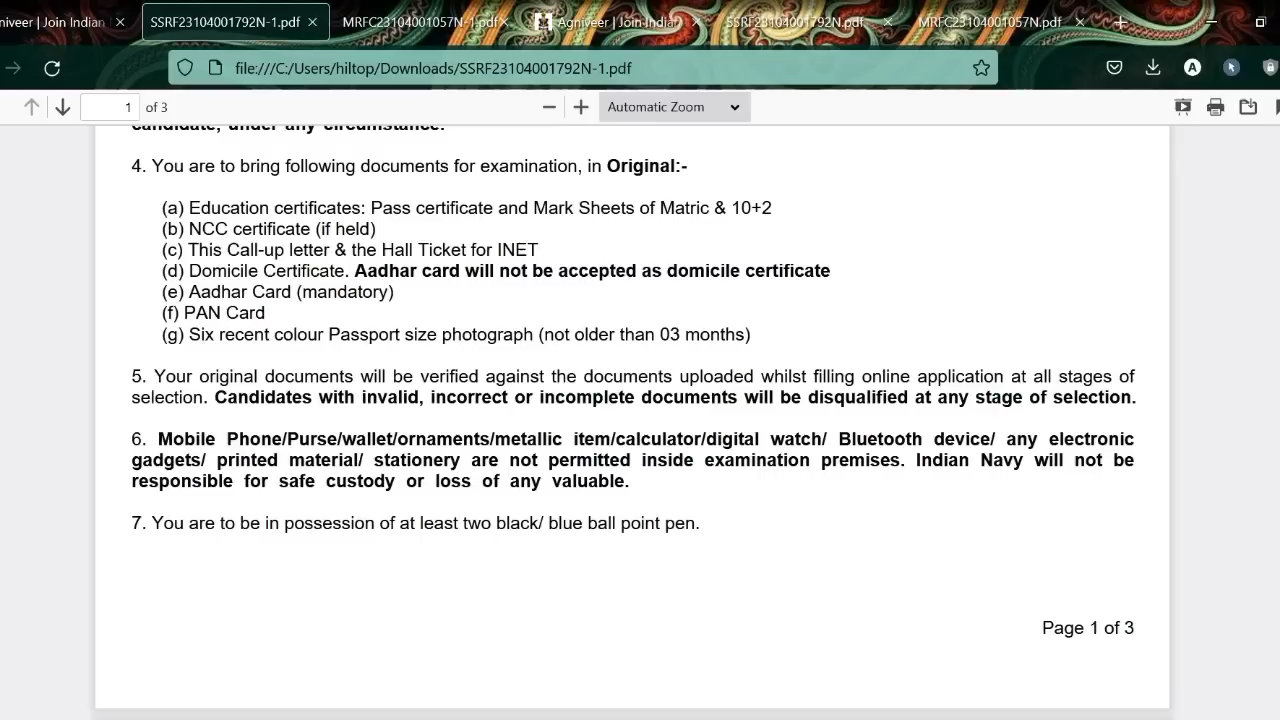 niveer | Join Indian
SSRF23104001792N-1.pdf
MRFC23104001057N-1.pdf
Agniveer | Join Indian
SSRF23104001792N.pdf
MRFC23104001057N.pdf
file:///C:/Users/hiltop/Downloads/SSRF23104001792N-1.pdf
A
1 of 3
Automatic Zoom
candidate, under any circumstance.
4. You are to bring following documents for examination, in Original:-
(a) Education certificates: Pass certificate and Mark Sheets of Matric & 10+2
(b) NCC certificate (if held)
(c) This Call-up letter & the Hall Ticket for INET
(d) Domicile Certificate. Aadhar card will not be accepted as domicile certificate
(e) Aadhar Card (mandatory)
(f) PAN Card
(g) Six recent colour Passport size photograph (not older than 03 months)
5. Your original documents will be verified against the documents uploaded whilst filling online application at all stages of
selection. Candidates with invalid, incorrect or incomplete documents will be disqualified at any stage of selection.
6. Mobile Phone/Purse/wallet/ornaments/metallic item/calculator/digital watch/ Bluetooth device/ any electronic
gadgets/ printed material/ stationery are not permitted inside examination premises. Indian Navy will not be
responsible for safe custody or loss of any valuable.
7. You are to be in possession of at least two black/ blue ball point pen.
Page 1 of 3